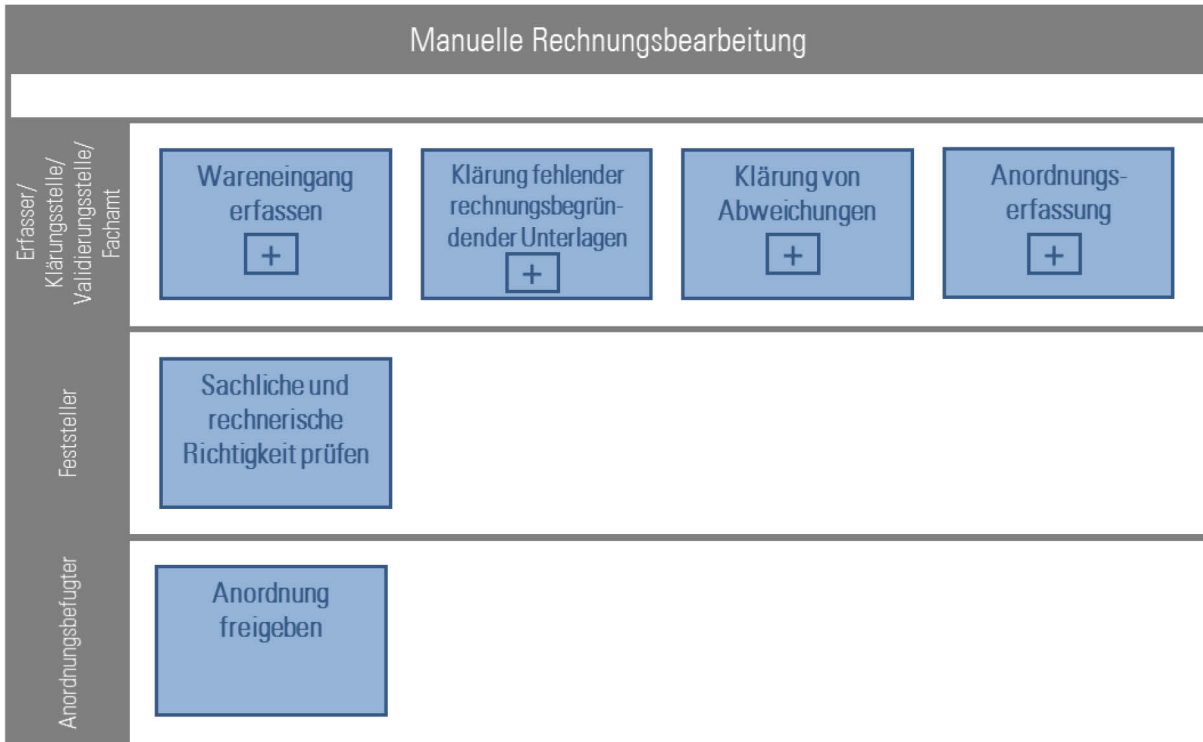 Manuelle Rechnungsbearbeitung
Erfasser/
Klärungsstelle/
Validierungsstelle/
Fachamt
Wareneingang
erfassen
+
Klärung fehlender
rechnungsbegrün-
dender Unterlagen
+
Klärung von
Abweichungen
+
Anordnungs-
erfassung
+
Feststeller
Sachliche und
rechnerische
Richtigkeit prüfen
Anordnungsbefugter
Anordnung
freigeben